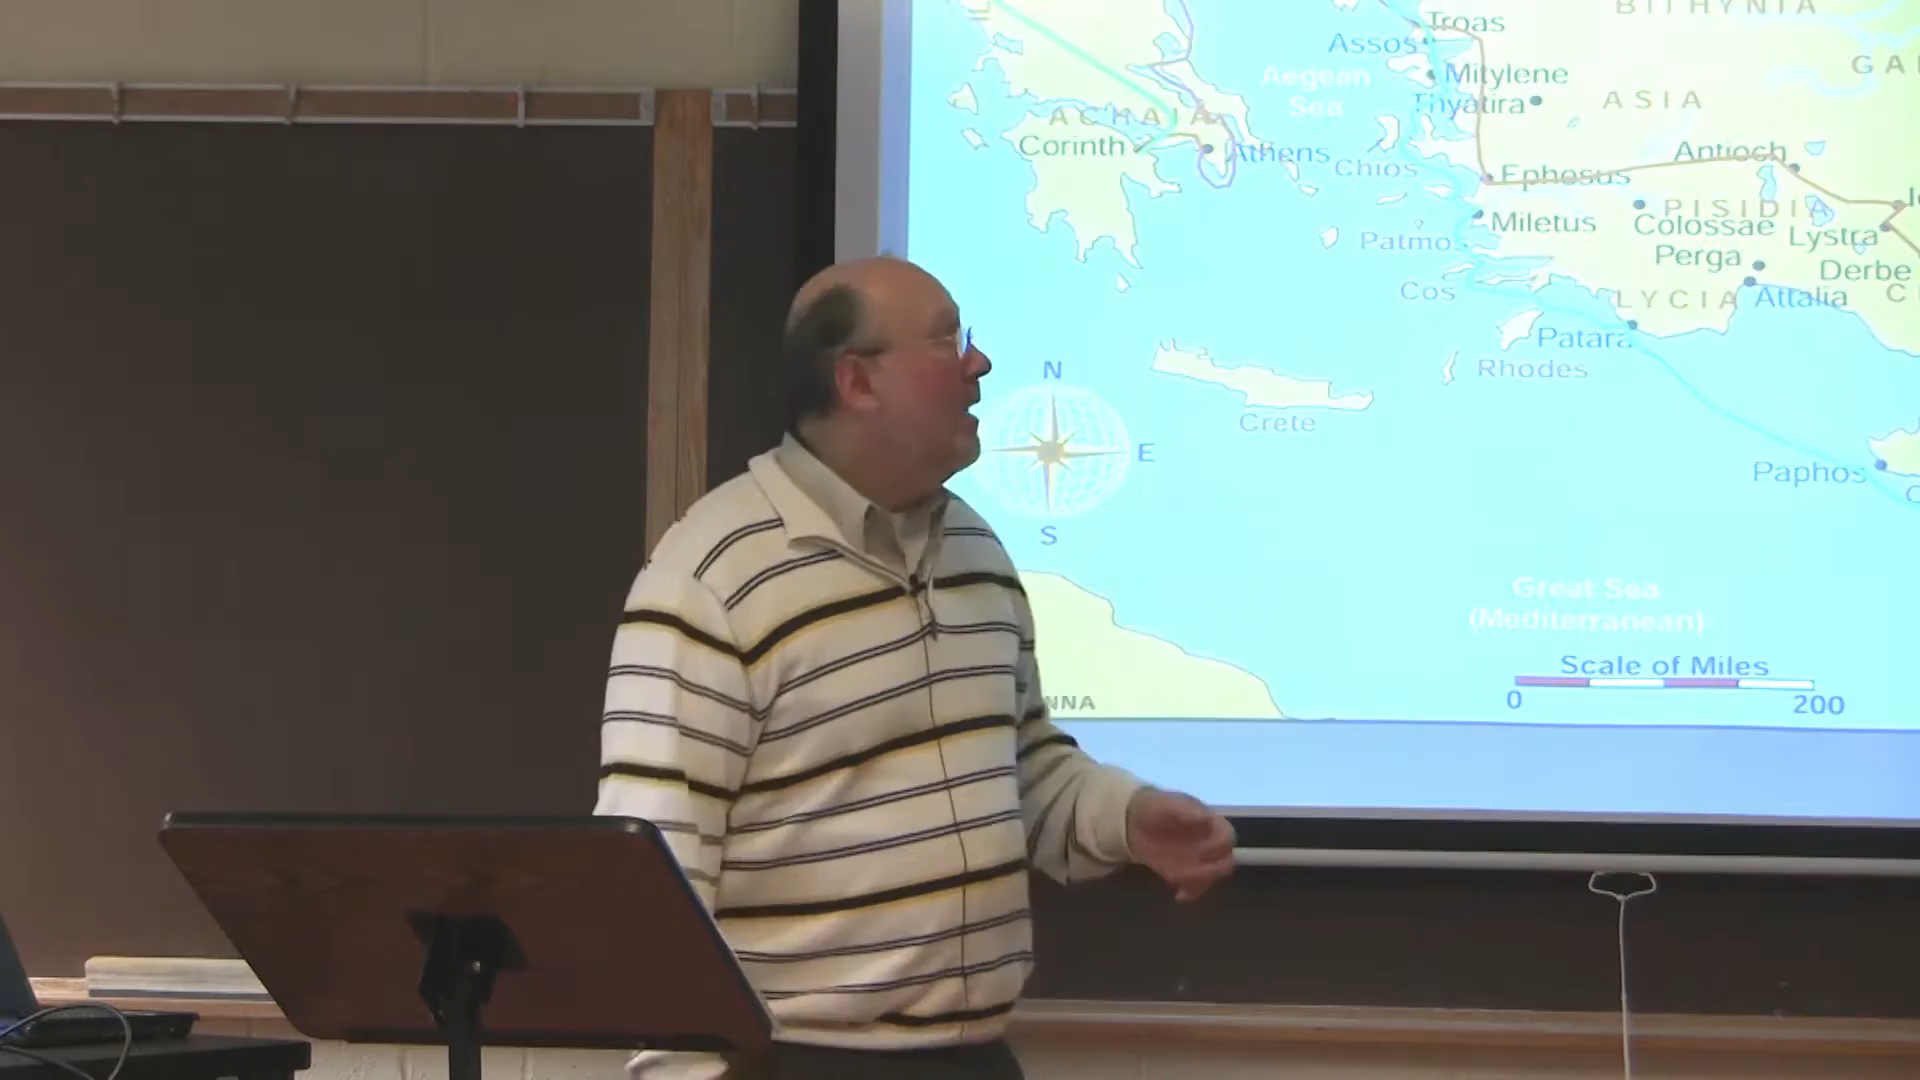 BITHYNIA
Troas
Assos
Mitylene
GA
Aegean
Sea
Thyatira
ASIA
ACHAIA
Corinth
Athens
Chios
Antioch
Ephesus
PISIDIA
Miletus
Colossae
Lystra
Patmos
Perga
Derbe
Cos
LYCIA
Attalia
C
Patara
Rhodes
N
Crete
E
Paphos
S
Great Sea
(Mediterranean)
Scale of Miles
0 200
NNA